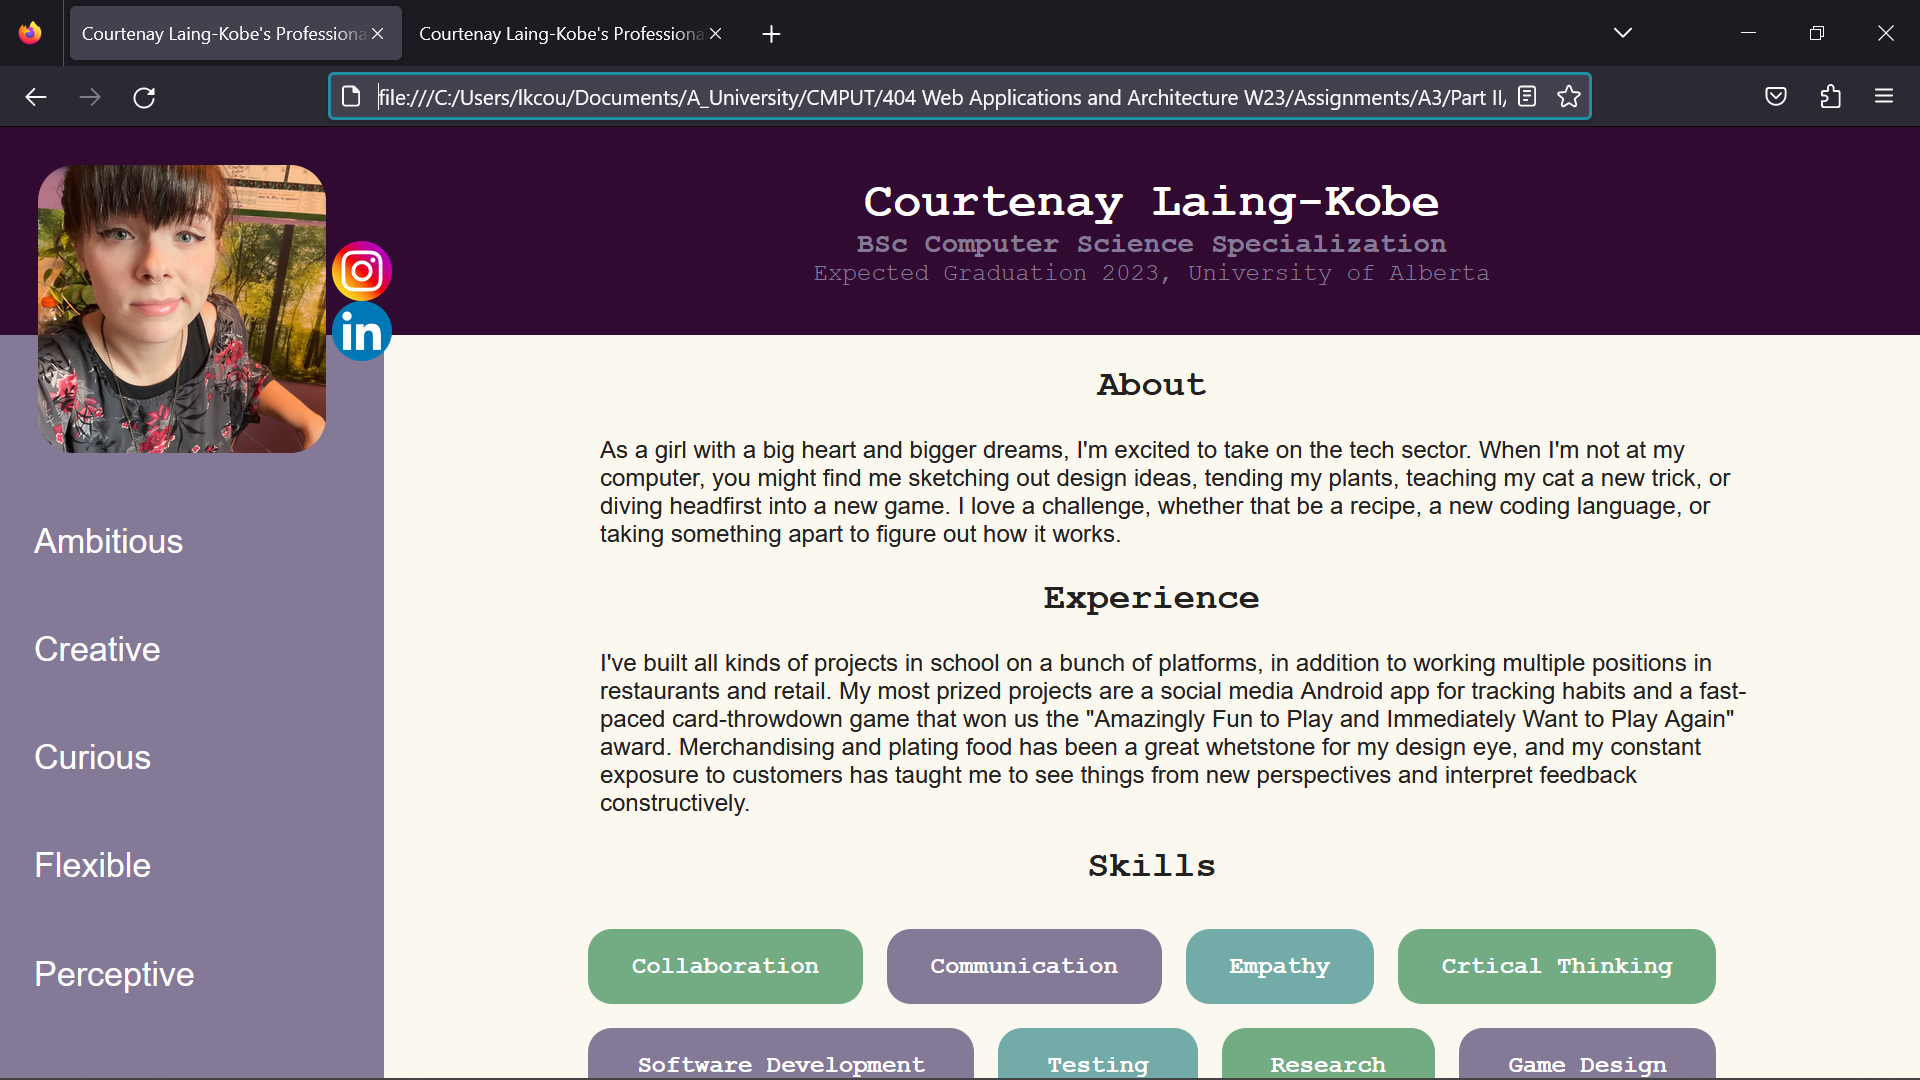 Courtenay Laing-Kobe's Professiona
Courtenay Laing-Kobe's Professiona
file:///C:/Users/lkcou/Documents/A_University/CMPUT/404 Web Applications and Architecture W23/Assignments/A3/Part II/
Courtenay Laing-Kobe
BSc Computer Science Specialization
Expected Graduation 2023, University of Alberta
in
About
As a girl with a big heart and bigger dreams, I'm excited to take on the tech sector. When I'm not at my
computer, you might find me sketching out design ideas, tending my plants, teaching my cat a new trick, or
diving headfirst into a new game. I love a challenge, whether that be a recipe, a new coding language, or
taking something apart to figure out how it works.
Ambitious
Creative
Curious
Flexible
Perceptive
Experience
I've built all kinds of projects in school on a bunch of platforms, in addition to working multiple positions in
restaurants and retail. My most prized projects are a social media Android app for tracking habits and a fast-
paced card-throwdown game that won us the "Amazingly Fun to Play and Immediately Want to Play Again"
award. Merchandising and plating food has been a great whetstone for my design eye, and my constant
exposure to customers has taught me to see things from new perspectives and interpret feedback
constructively.
Skills
Collaboration
Communication
Empathy
Crtical Thinking
Software Development
Testing
Research
Game Design